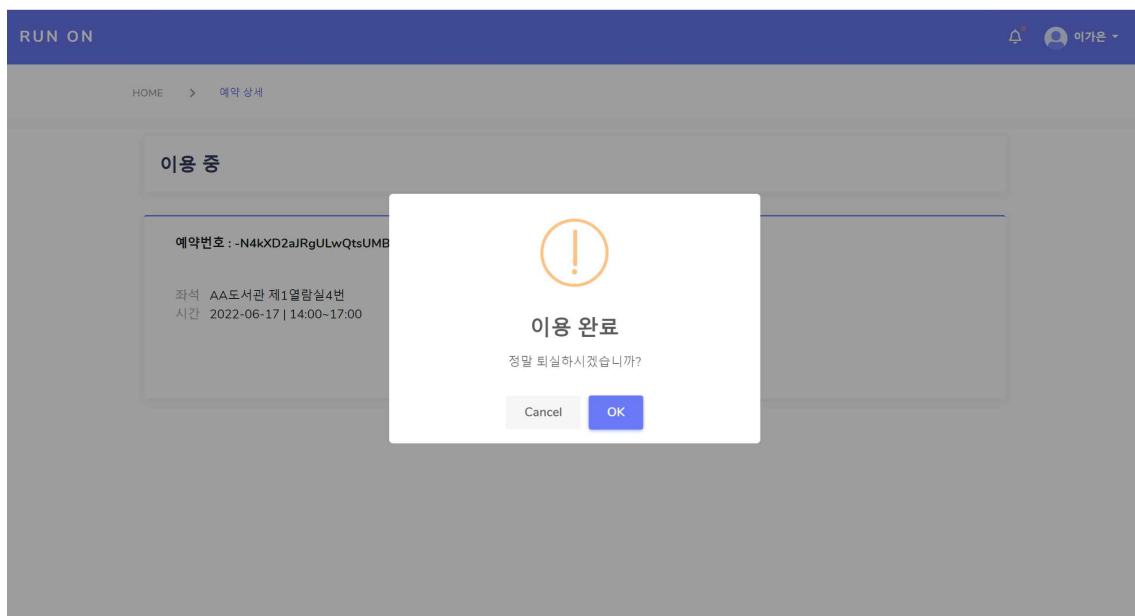 RUN ON
이가은
HOME > 예약 상세
이용 중
예약번호 : -N4kXD2aJRgULwQtsUMB
좌석 AA도서관 제1열람실4번
시간 2022-06-17 | 14:00~17:00
이용 완료
정말 퇴실하시겠습니까?
Cancel OK